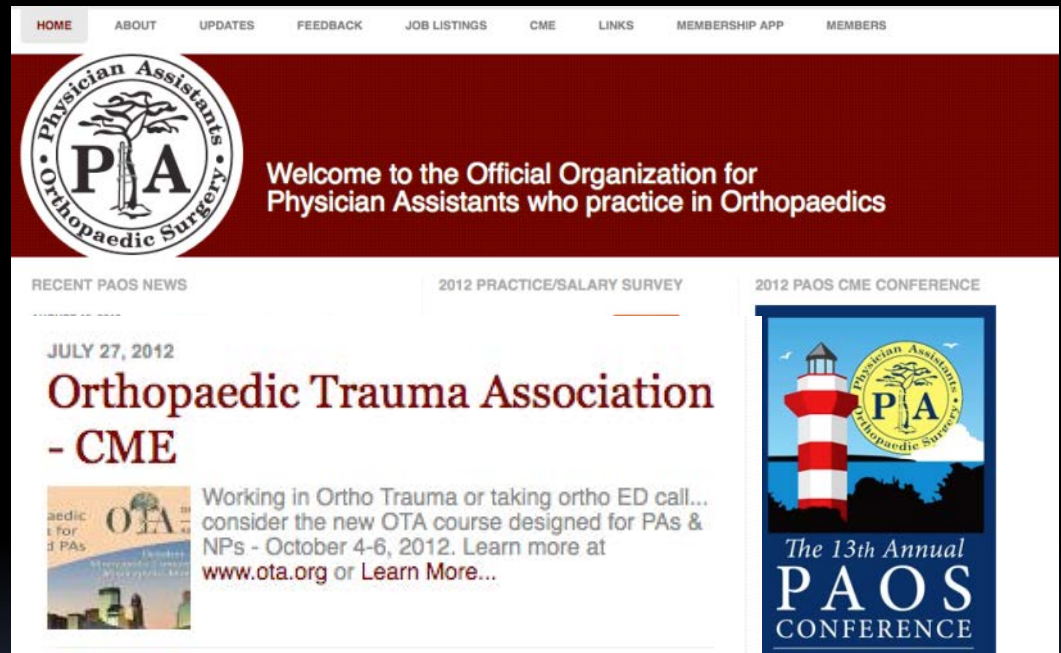 HOME ABOUT UPDATES FEEDBACK JOB LISTINGS CME LINKS MEMBERSHIP APP MEMBERS
Physician Assistants
PA
Orthopaedic Surgery
Welcome to the Official Organization for
Physician Assistants who practice in Orthopaedics
RECENT PAOS NEWS
2012 PRACTICE/SALARY SURVEY
2012 PAOS CME CONFERENCE
JULY 27, 2012
Orthopaedic Trauma Association
- CME
aedic
for
d PAs
OTA
Working in Ortho Trauma or taking ortho ED call...
consider the new OTA course designed for PAs &
NPs - October 4-6, 2012. Learn more at
www.ota.org or Learn More...
Physician Assistants
PA
Orthopaedic Surgery
The 13th Annual
PAOS
CONFERENCE